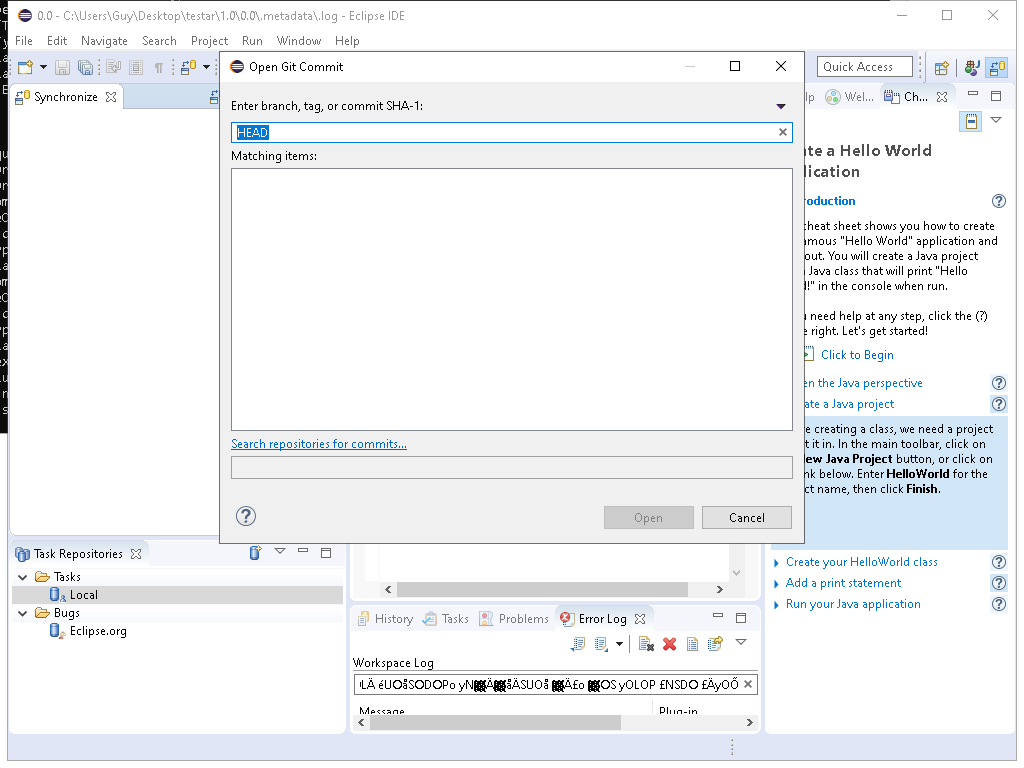 0.0 - C:\Users\Guy\Desktop\testar\1.0\0.0\.metadata\.log - Eclipse IDE
File Edit Navigate Search Project Run Window Help
Quick Access
Open Git Commit
Synchronize
Wel... Ch...
Enter branch, tag, or commit SHA-1:
HEAD
Matching items:
Search repositories for commits...
Open Cancel
te a Hello World
lication
roduction
cheat sheet shows you how to create
mous "Hello World" application and
out. You will create a Java project
Java class that will print "Hello
!" in the console when run.
need help at any step, click the (?)
e right. Let's get started!
Click to Begin
en the Java perspective
ate a Java project
e creating a class, we need a project
t it in. In the main toolbar, click on
ew Java Project button, or click on
nk below. Enter HelloWorld for the
ct name, then click Finish.
Create your HelloWorld class
Add a print statement
Run your Java application
Task Repositories
Tasks
Local
Bugs
Eclipse.org
History Tasks Problems Error Log
Workspace Log
Message Plug-in